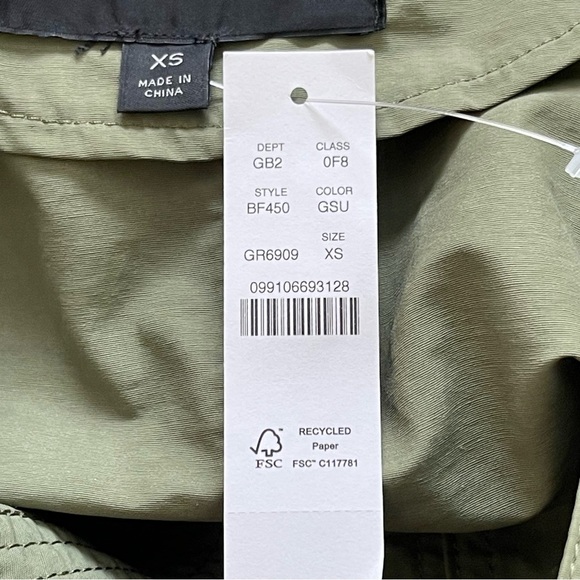 XS
MADE IN
CHINA
DEPT CLASS
GB2 0F8
STYLE COLOR
BF450 GSU
SIZE
GR6909 XS
099106693128
RECYCLED
Paper
FSC™ FSC™ C117781